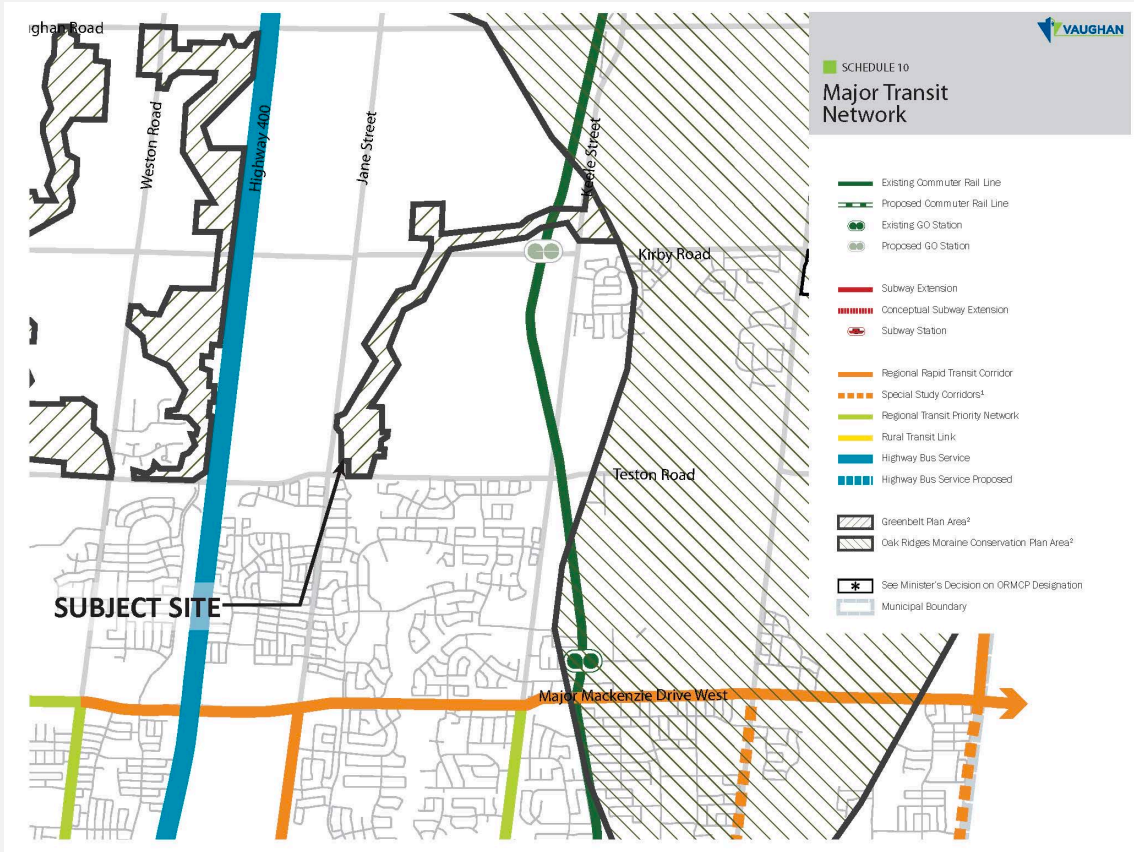 ghan Road
Weston Road
Highway 400
Jane Street
Keele Street
Kirby Road
Teston Road
SUBJECT SITE
Major Mackenzie Drive West
VAUGHAN
SCHEDULE 10
Major Transit
Network
Existing Commuter Rail Line
Proposed Commuter Rail Line
Existing GO Station
Proposed GO Station
Subway Extension
Conceptual Subway Extension
Subway Station
Regional Rapid Transit Corridor
Special Study Corridors¹
Regional Transit Priority Network
Rural Transit Link
Highway Bus Service
Highway Bus Service Proposed
Greenbelt Plan Area²
Oak Ridges Moraine Conservation Plan Area²
* See Minister's Decision on ORMCP Designation
Municipal Boundary